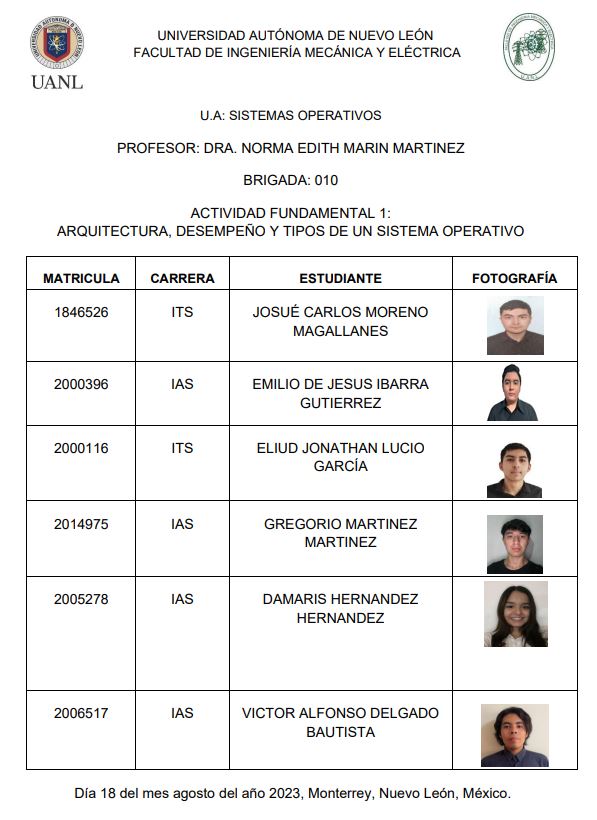 UANL
UNIVERSIDAD AUTÓNOMA DE NUEVO LEÓN
FACULTAD DE INGENIERÍA MECÁNICA Y ELÉCTRICA
U.A: SISTEMAS OPERATIVOS
PROFESOR: DRA. NORMA EDITH MARIN MARTINEZ
BRIGADA: 010
ACTIVIDAD FUNDAMENTAL 1:
ARQUITECTURA, DESEMPEÑO Y TIPOS DE UN SISTEMA OPERATIVO
MATRICULA CARRERA ESTUDIANTE FOTOGRAFÍA
1846526 ITS JOSUÉ CARLOS MORENO
MAGALLANES
2000396 IAS EMILIO DE JESUS IBARRA
GUTIERREZ
2000116 ITS ELIUD JONATHAN LUCIO
GARCÍA
2014975 IAS GREGORIO MARTINEZ
MARTINEZ
2005278 IAS DAMARIS HERNANDEZ
HERNANDEZ
2006517 IAS VICTOR ALFONSO DELGADO
BAUTISTA
Día 18 del mes agosto del año 2023, Monterrey, Nuevo León, México.